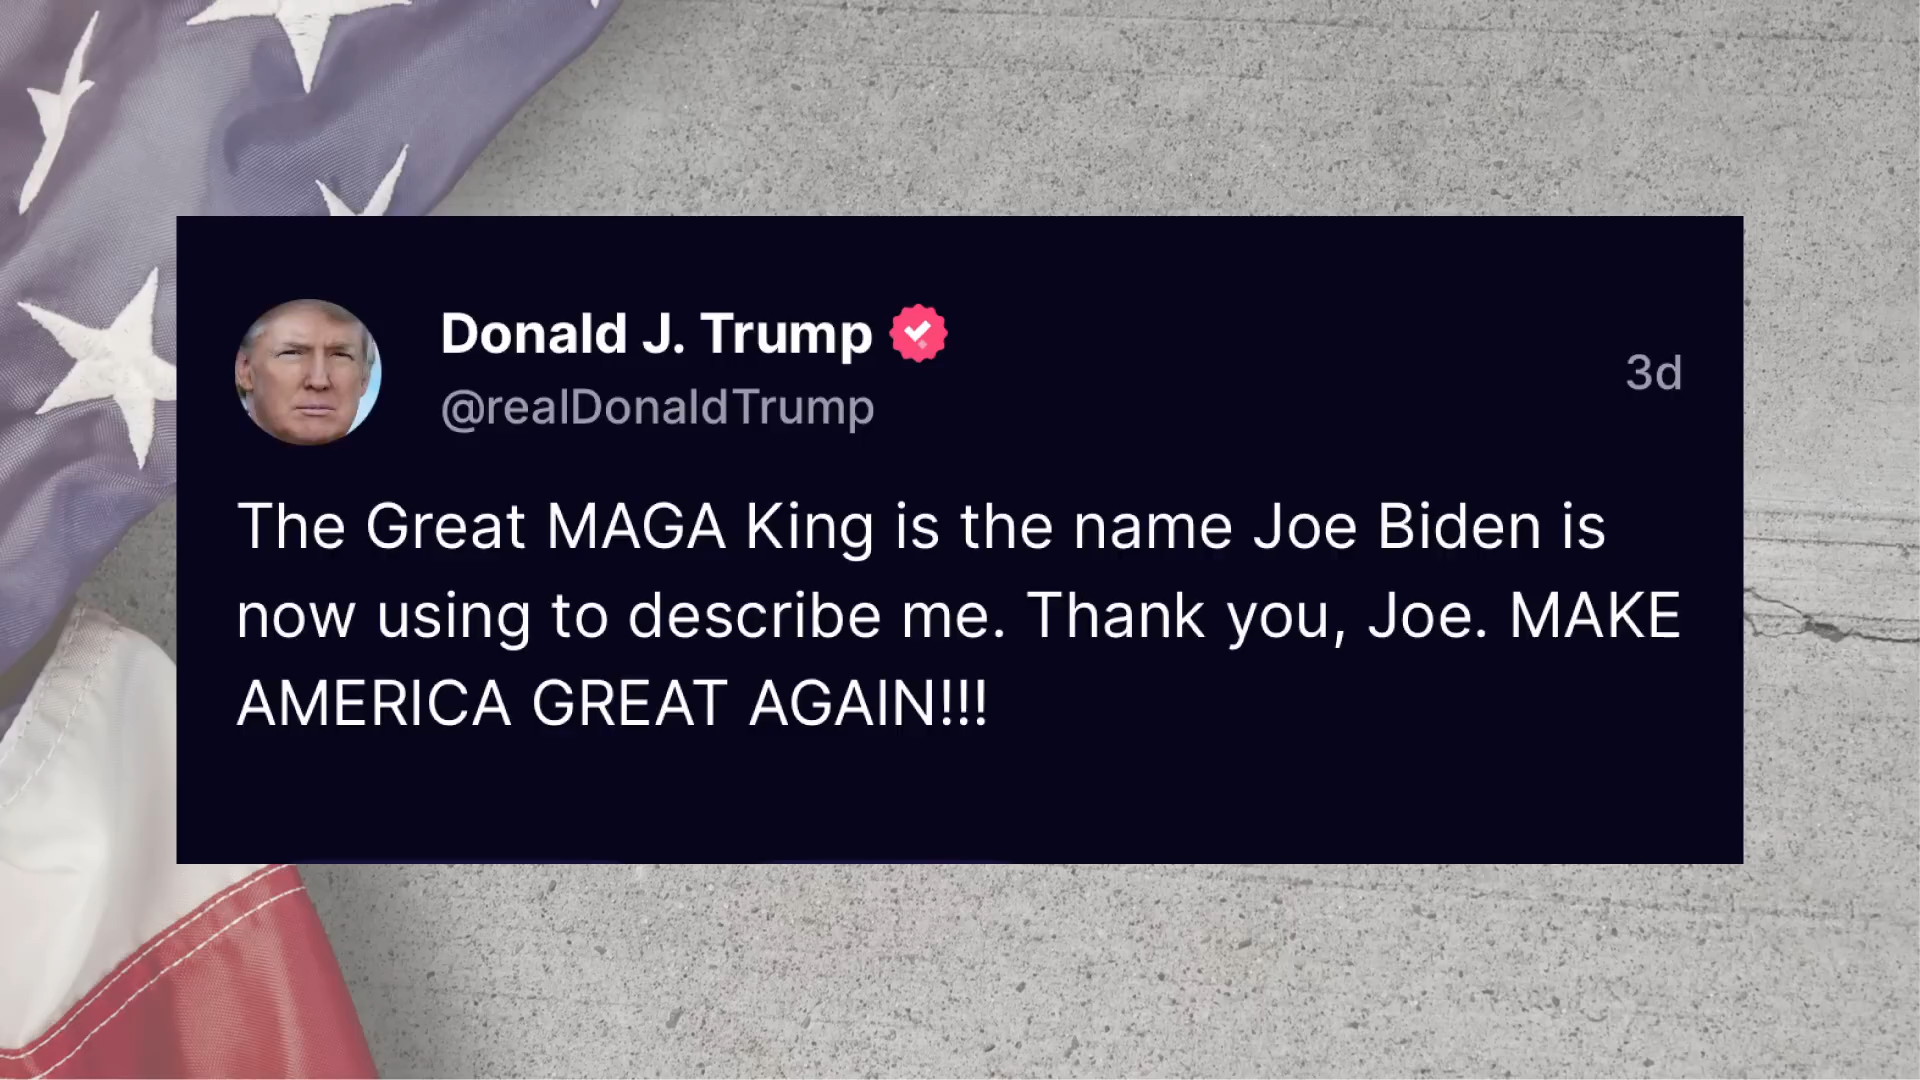 Donald J. Trump
@realDonaldTrump
3d
The Great MAGA King is the name Joe Biden is
now using to describe me. Thank you, Joe. MAKE
AMERICA GREAT AGAIN!!!